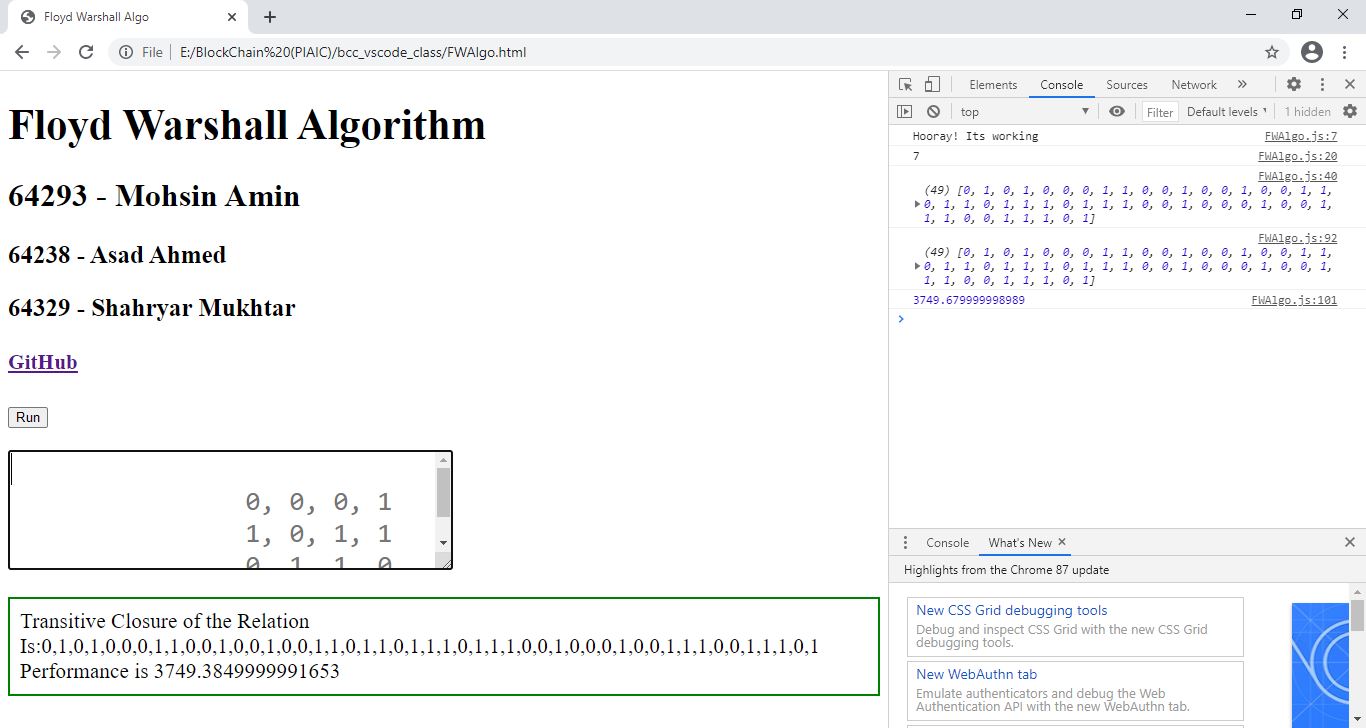 Floyd Warshall Algo
File E:/BlockChain%20(PIAIC)/bcc_vscode_class/FWAlgo.html
Floyd Warshall Algorithm
64293 - Mohsin Amin
64238 - Asad Ahmed
64329 - Shahryar Mukhtar
GitHub
Run
0, 0, 0, 1
1, 0, 1, 1
0, 1, 1, 0
Transitive Closure of the Relation
Is:0,1,0,1,0,0,0,1,1,0,0,1,0,0,1,0,0,1,1,0,1,1,0,1,1,1,0,1,1,1,0,0,1,0,0,0,1,0,0,1,1,1,0,0,1,1,1,0,1
Performance is 3749.3849999991653
Elements Console Sources Network
top Filter Default levels 1 hidden
Hooray! Its working FWAlgo.js:7
7 FWAlgo.js:20
FWAlgo.js:40
(49) [0, 1, 0, 1, 0, 0, 0, 1, 1, 0, 0, 1, 0, 0, 1, 0, 0, 1, 1,
0, 1, 1, 0, 1, 1, 1, 0, 1, 1, 1, 0, 0, 1, 0, 0, 0, 1, 0, 0, 1,
1, 1, 0, 0, 1, 1, 1, 0, 1]
FWAlgo.js:92
(49) [0, 1, 0, 1, 0, 0, 0, 1, 1, 0, 0, 1, 0, 0, 1, 0, 0, 1, 1,
0, 1, 1, 0, 1, 1, 1, 0, 1, 1, 1, 0, 0, 1, 0, 0, 0, 1, 0, 0, 1,
1, 1, 0, 0, 1, 1, 1, 0, 1]
3749.679999998989 FWAlgo.js:101
Console What's New
Highlights from the Chrome 87 update
New CSS Grid debugging tools
Debug and inspect CSS Grid with the new CSS Grid
debugging tools.
New WebAuthn tab
Emulate authenticators and debug the Web
Authentication API with the new WebAuthn tab.